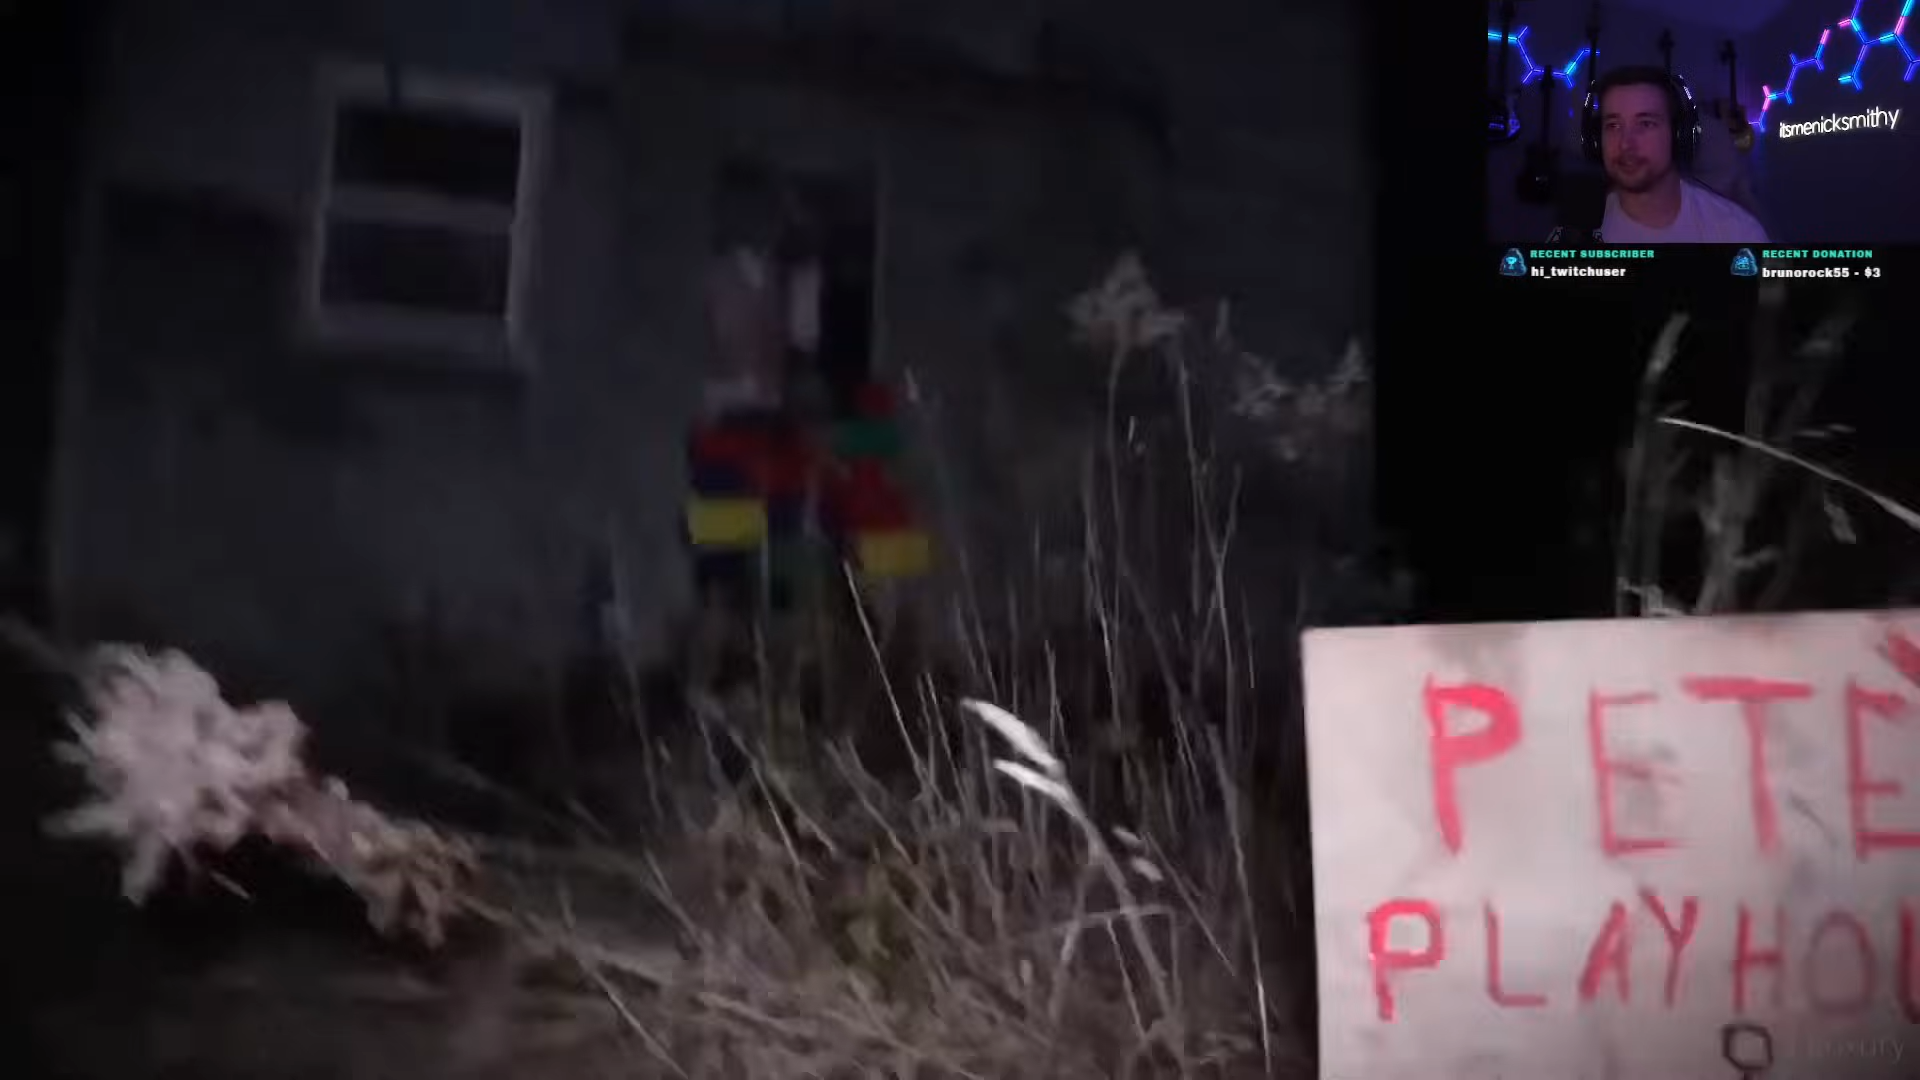 itsmenicksmithy
RECENT SUBSCRIBER
hi_twitchuser
RECENT DONATION
brunorock55 - $3
PETE
PLAYHOU